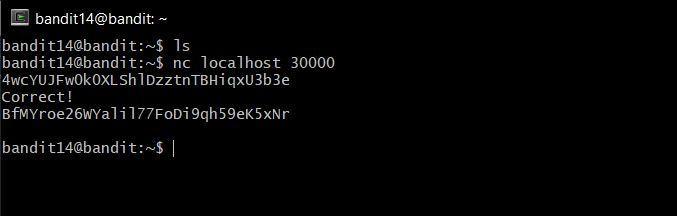 bandit14@bandit: ~
bandit14@bandit:~$ ls
bandit14@bandit:~$ nc localhost 30000
4wcYUJFw0k0XLShlDzztnTBHiqxU3b3e
Correct!
BfMYroe26WYalil77FoDi9qh59eK5xNr
bandit14@bandit:~$